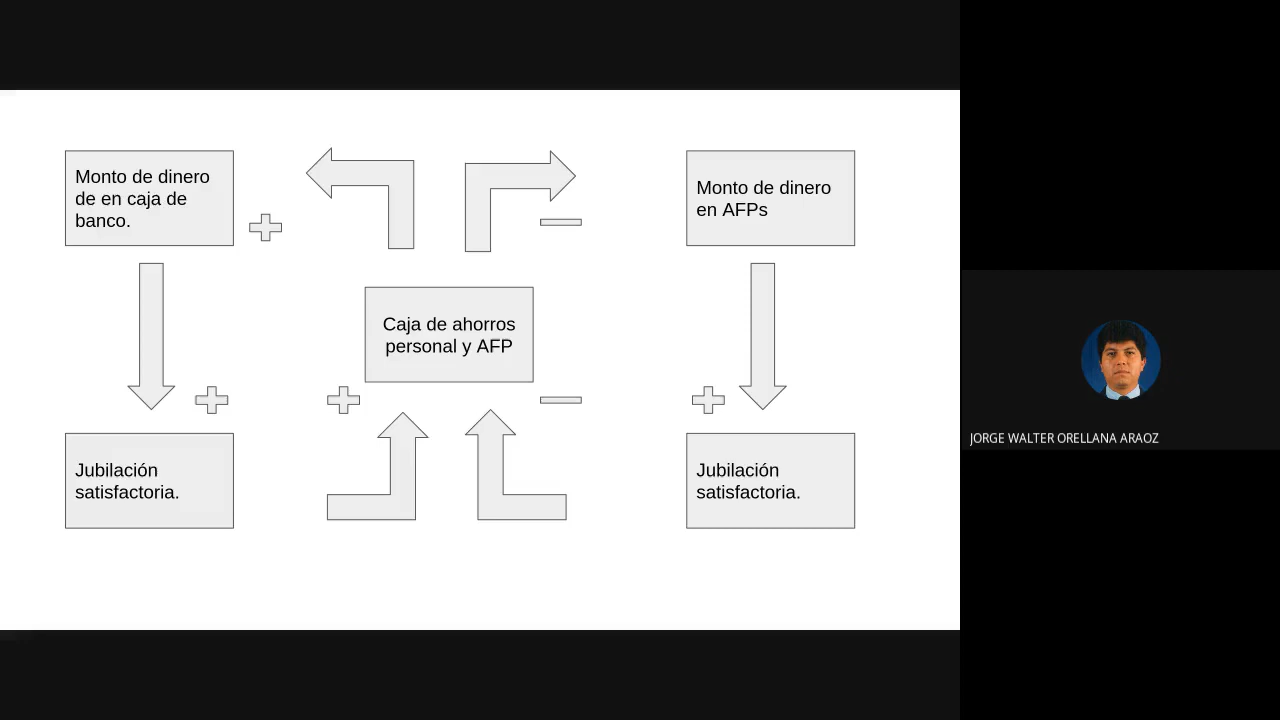 Monto de dinero
de en caja de
banco.
Monto de dinero
en AFPs
Caja de ahorros
personal y AFP
Jubilación
satisfactoria.
Jubilación
satisfactoria.
JORGE WALTER ORELLANA ARAOZ